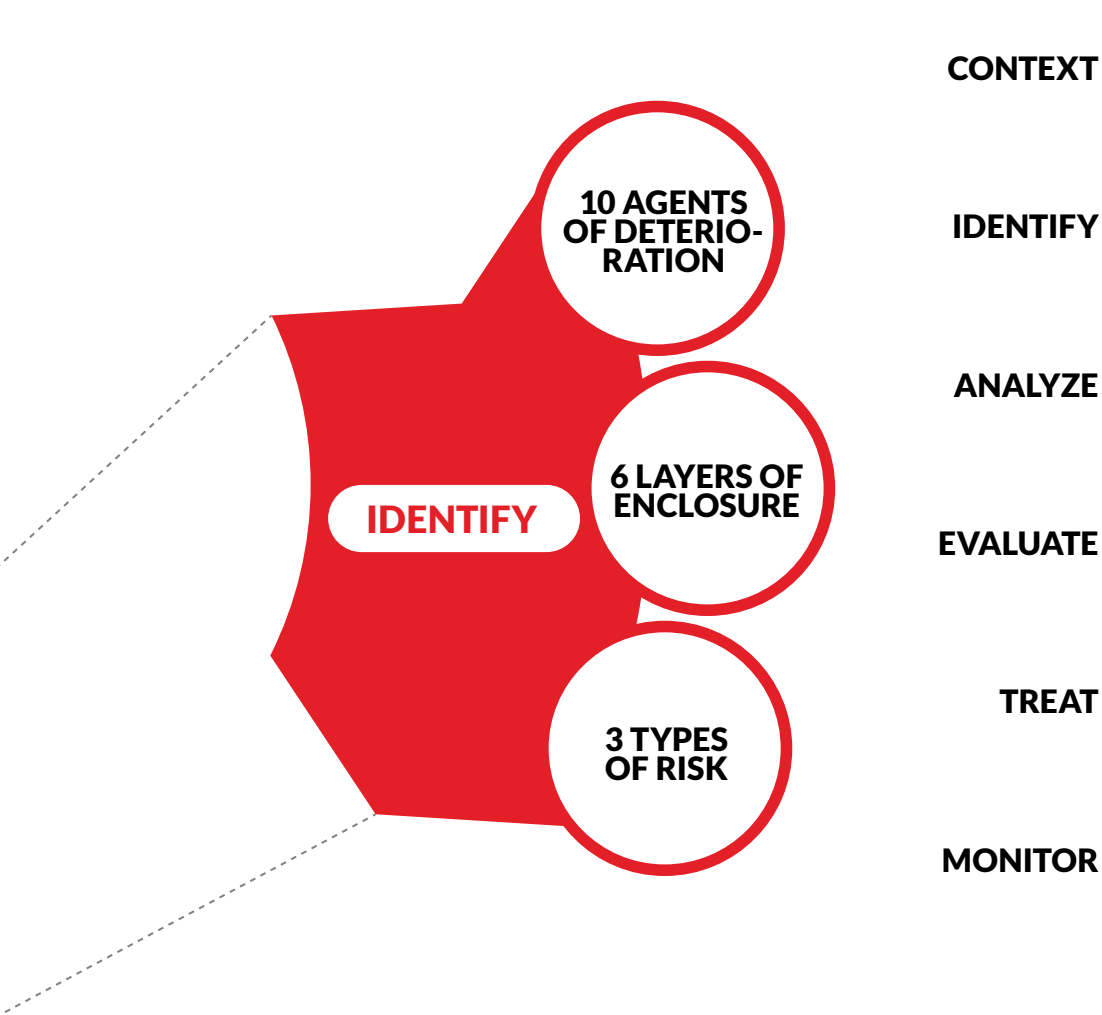 10 AGENTS
OF DETERIO-
RATION
6 LAYERS OF
ENCLOSURE
IDENTIFY
3 TYPES
OF RISK
CONTEXT
IDENTIFY
ANALYZE
EVALUATE
TREAT
MONITOR